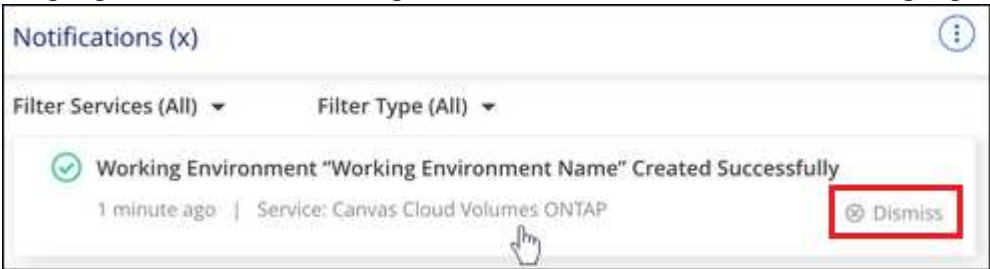 Notifications (x)
Filter Services (All) Filter Type (All)
Working Environment “Working Environment Name” Created Successfully
1 minute ago | Service: Canvas Cloud Volumes ONTAP
Dismiss